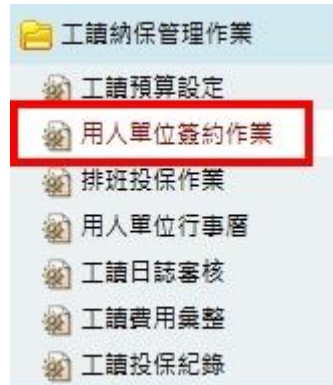 工讀納保管理作業
工讀預算設定
用人單位簽約作業
排班投保作業
用人單位行事曆
工讀日誌審核
工讀費用彙整
工讀投保紀錄